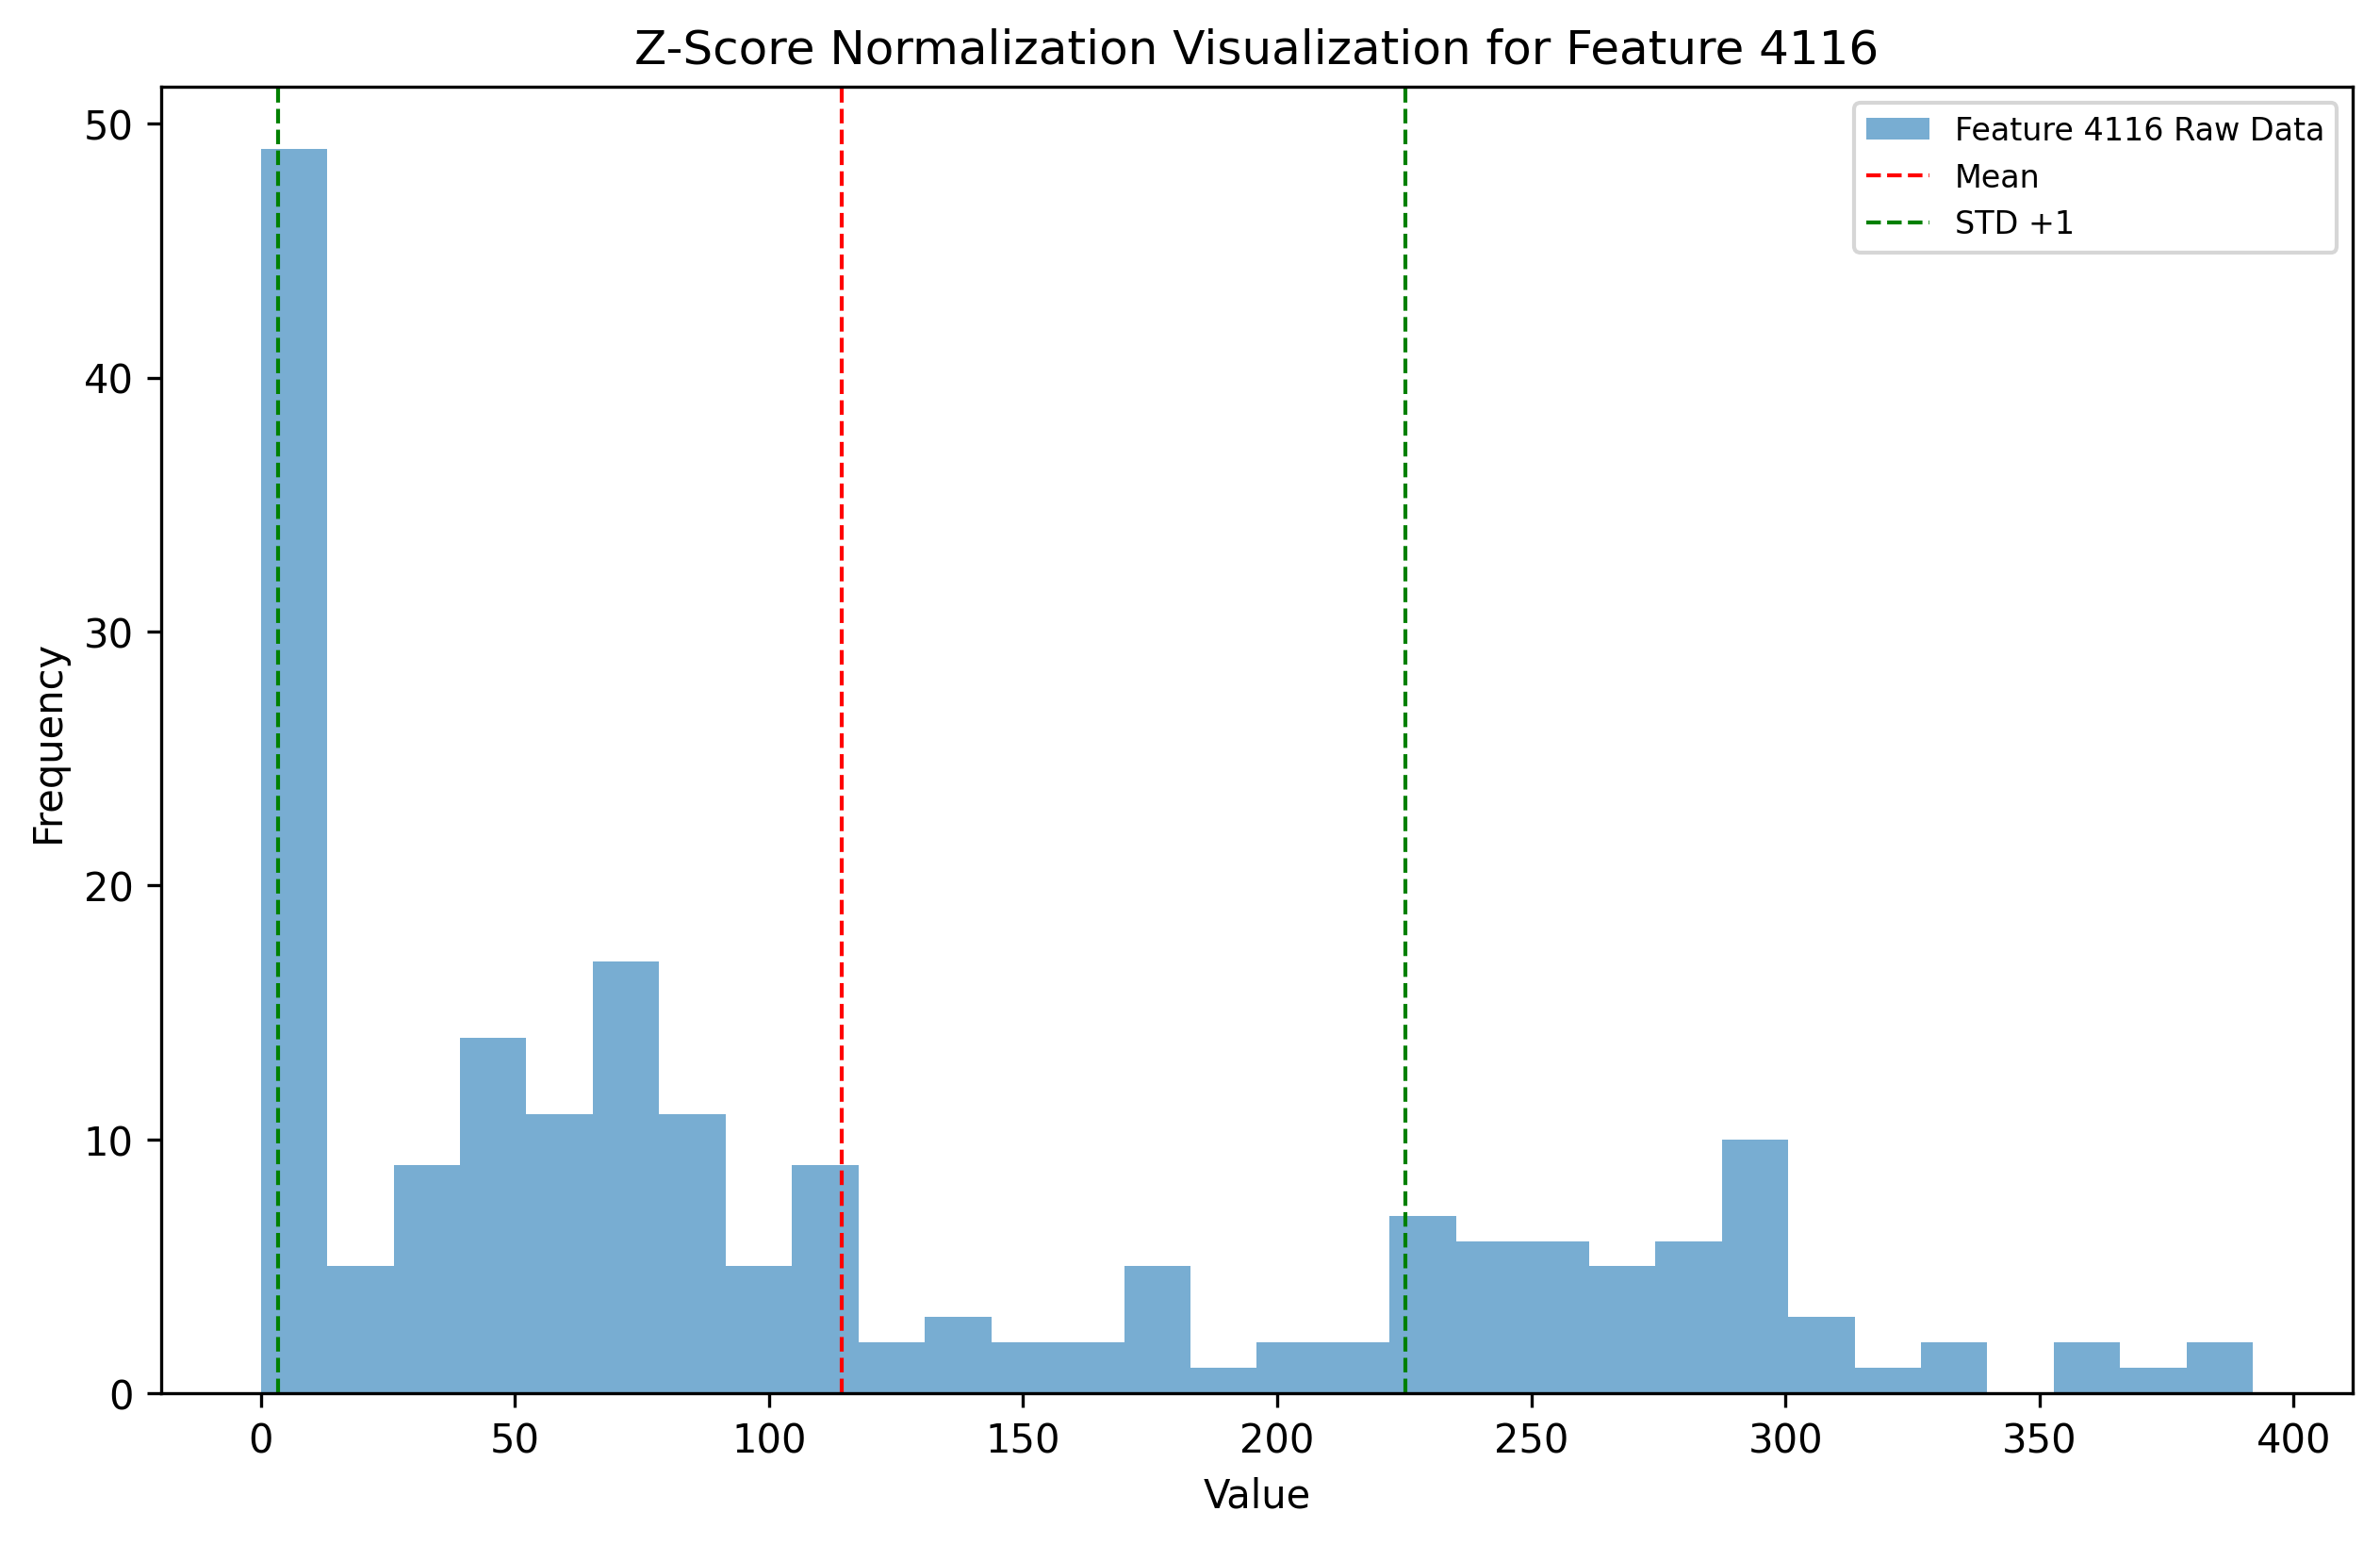 Z-Score Normalization Visualization for Feature 4116
Feature 4116 Raw Data
Mean
STD +1
Frequency
50
40
30
20
10
0
0 50 100 150 200 250 300 350 400
Value